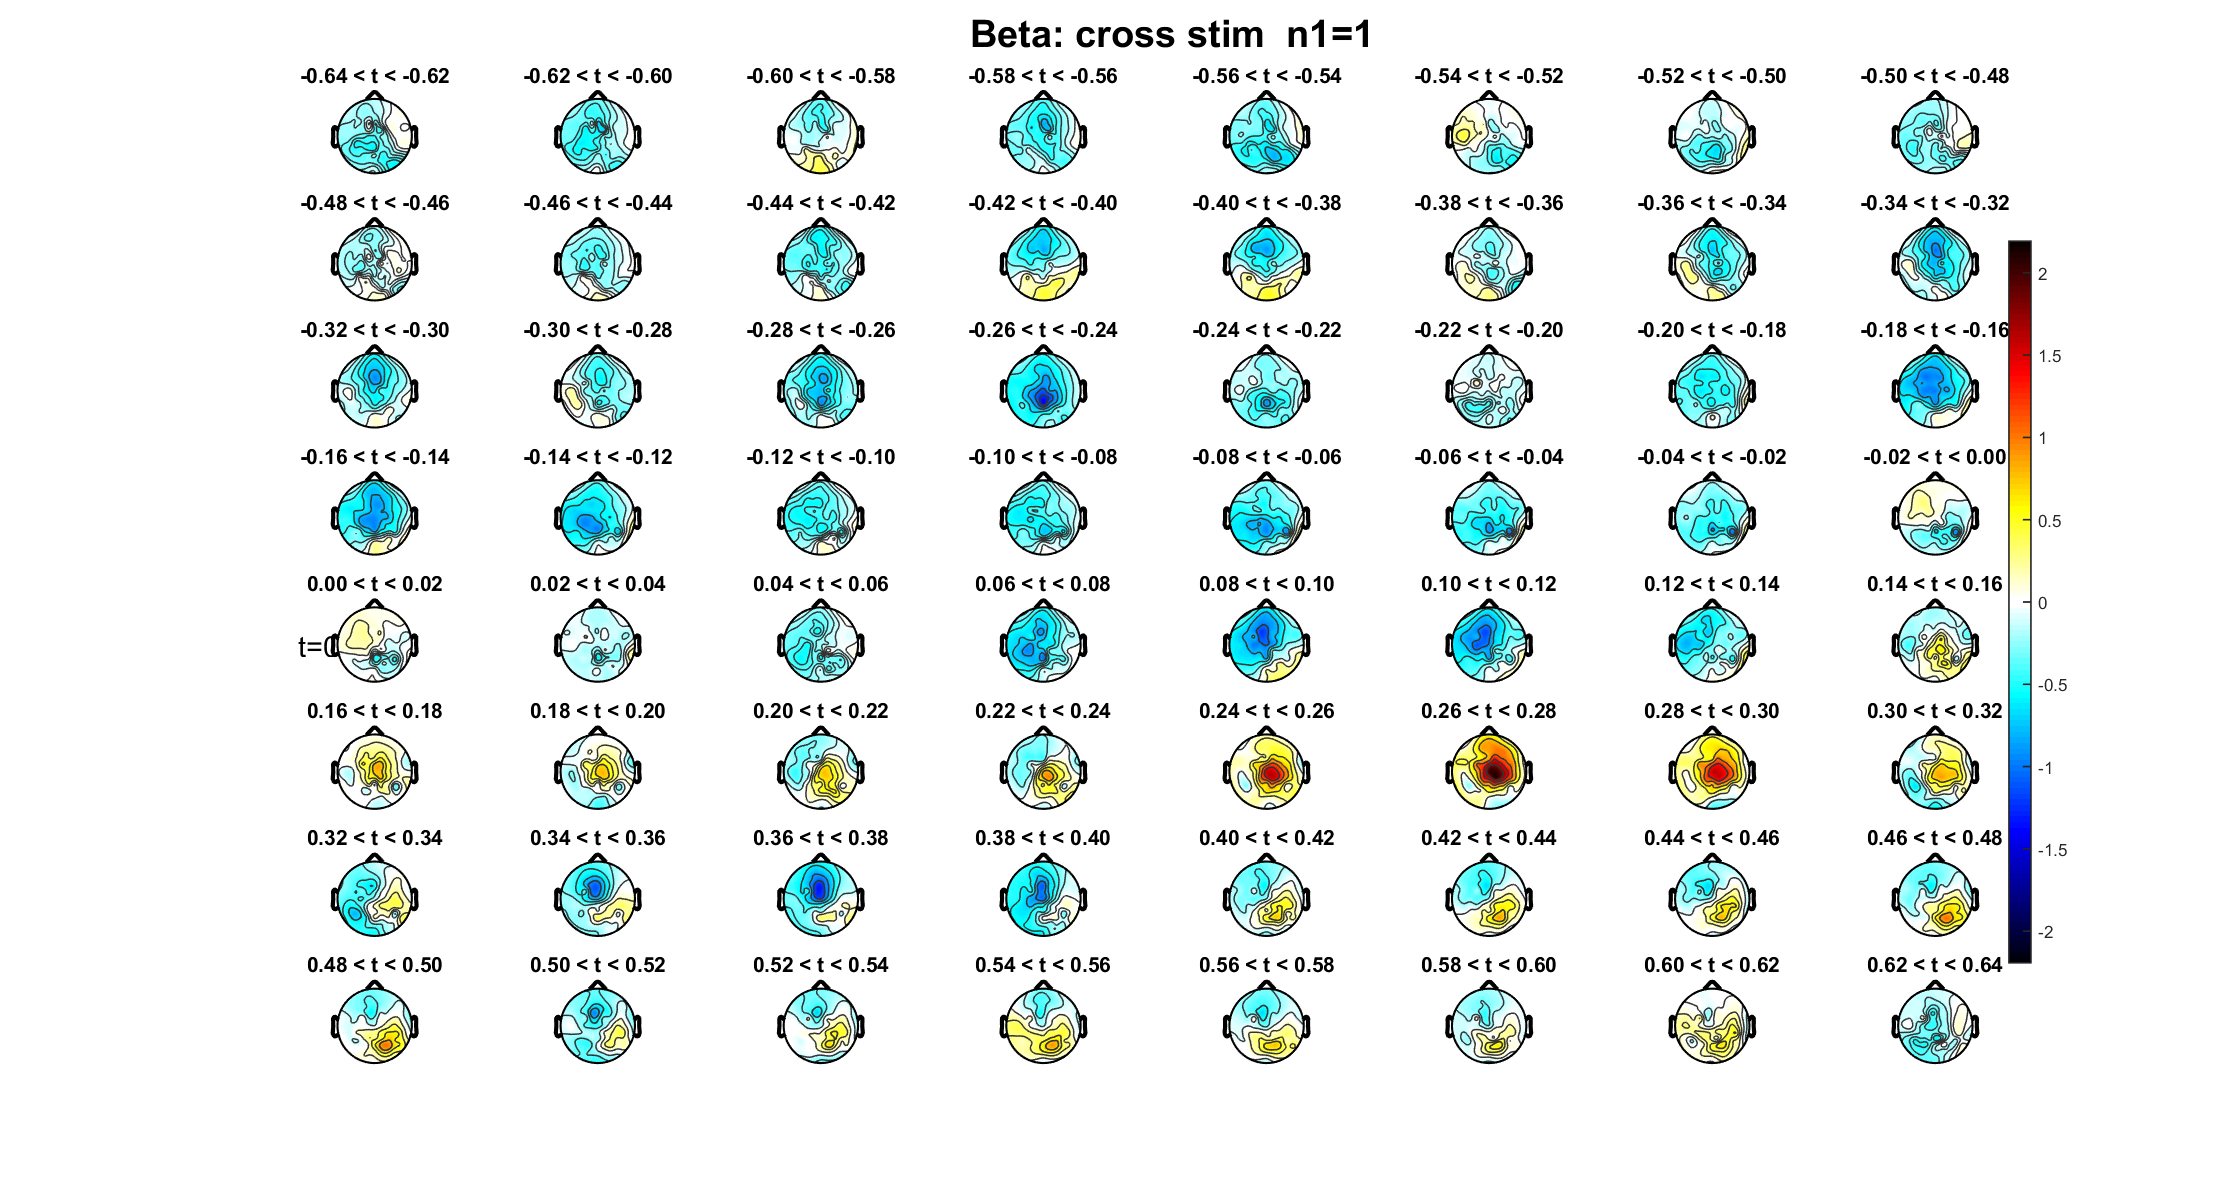 Beta: cross stim  n1=1
-0.64 < t < -0.62
-0.62 < t < -0.60
-0.60 < t < -0.58
-0.58 < t < -0.56
-0.56 < t < -0.54
-0.54 < t < -0.52
-0.52 < t < -0.50
-0.50 < t < -0.48
-0.48 < t < -0.46
-0.46 < t < -0.44
-0.44 < t < -0.42
-0.42 < t < -0.40
-0.40 < t < -0.38
-0.38 < t < -0.36
-0.36 < t < -0.34
-0.34 < t < -0.32
-0.32 < t < -0.30
-0.30 < t < -0.28
-0.28 < t < -0.26
-0.26 < t < -0.24
-0.24 < t < -0.22
-0.22 < t < -0.20
-0.20 < t < -0.18
-0.18 < t < -0.16
-0.16 < t < -0.14
-0.14 < t < -0.12
-0.12 < t < -0.10
-0.10 < t < -0.08
-0.08 < t < -0.06
-0.06 < t < -0.04
-0.04 < t < -0.02
-0.02 < t < 0.00
0.00 < t < 0.02
0.02 < t < 0.04
0.04 < t < 0.06
0.06 < t < 0.08
0.08 < t < 0.10
0.10 < t < 0.12
0.12 < t < 0.14
0.14 < t < 0.16
t=0
0.16 < t < 0.18
0.18 < t < 0.20
0.20 < t < 0.22
0.22 < t < 0.24
0.24 < t < 0.26
0.26 < t < 0.28
0.28 < t < 0.30
0.30 < t < 0.32
0.32 < t < 0.34
0.34 < t < 0.36
0.36 < t < 0.38
0.38 < t < 0.40
0.40 < t < 0.42
0.42 < t < 0.44
0.44 < t < 0.46
0.46 < t < 0.48
0.48 < t < 0.50
0.50 < t < 0.52
0.52 < t < 0.54
0.54 < t < 0.56
0.56 < t < 0.58
0.58 < t < 0.60
0.60 < t < 0.62
0.62 < t < 0.64
2
1.5
1
0.5
0
-0.5
-1
-1.5
-2